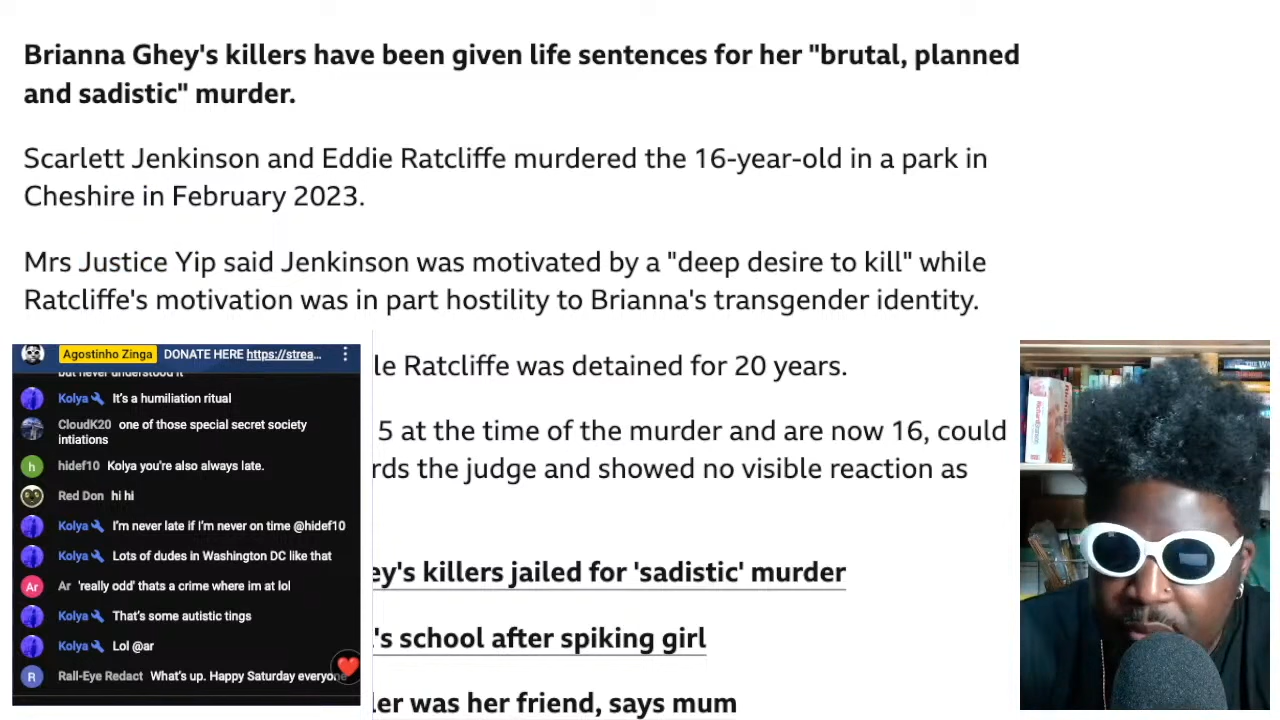 Brianna Ghey's killers have been given life sentences for her "brutal, planned
and sadistic" murder.
Scarlett Jenkinson and Eddie Ratcliffe murdered the 16-year-old in a park in
Cheshire in February 2023.
Mrs Justice Yip said Jenkinson was motivated by a "deep desire to kill" while
Ratcliffe's motivation was in part hostility to Brianna's transgender identity.
le Ratcliffe was detained for 20 years.
5 at the time of the murder and are now 16, could
rds the judge and showed no visible reaction as
ey's killers jailed for 'sadistic' murder
's school after spiking girl
ler was her friend, says mum
Agostinho Zinga DONATE HERE https://strea...
but never understood it
Kolya It's a humiliation ritual
CloudK20 one of those special secret society
intiations
h hidef10 Kolya you're also always late.
Red Don hi hi
Kolya I'm never late if I'm never on time @hidef10
Kolya Lots of dudes in Washington DC like that
Ar Ar 'really odd' thats a crime where im at lol
Kolya That's some autistic tings
Kolya Lol @ar
R Rall-Eye Redact What's up. Happy Saturday everyone